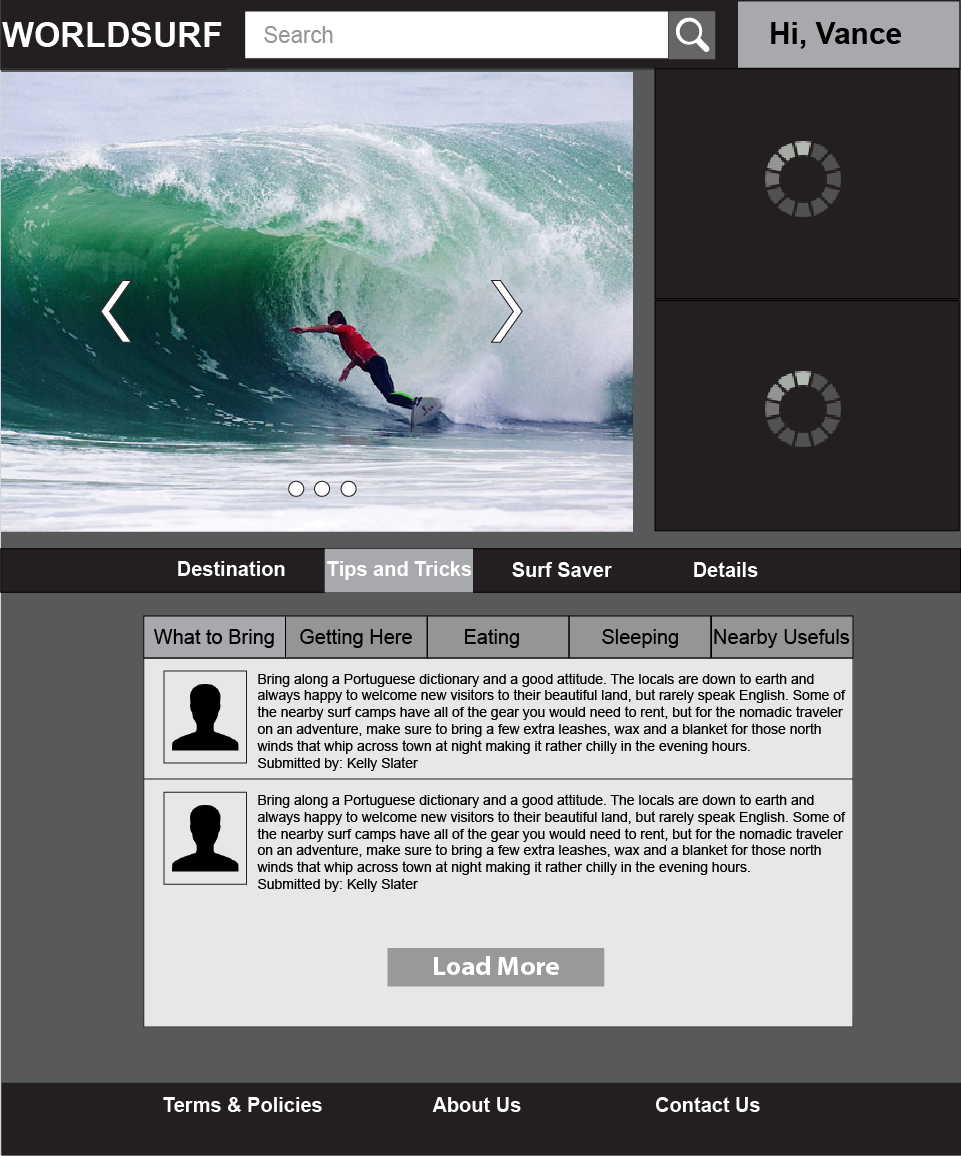 WORLDSURF
Search
Hi, Vance
Destination
Tips and Tricks
Surf Saver
Details
What to Bring
Getting Here
Eating
Sleeping
Nearby Usefuls
Bring along a Portuguese dictionary and a good attitude. The locals are down to earth and
always happy to welcome new visitors to their beautiful land, but rarely speak English. Some of
the nearby surf camps have all of the gear you would need to rent, but for the nomadic traveler
on an adventure, make sure to bring a few extra leashes, wax and a blanket for those north
winds that whip across town at night making it rather chilly in the evening hours.
Submitted by: Kelly Slater
Bring along a Portuguese dictionary and a good attitude. The locals are down to earth and
always happy to welcome new visitors to their beautiful land, but rarely speak English. Some of
the nearby surf camps have all of the gear you would need to rent, but for the nomadic traveler
on an adventure, make sure to bring a few extra leashes, wax and a blanket for those north
winds that whip across town at night making it rather chilly in the evening hours.
Submitted by: Kelly Slater
Load More
Terms & Policies
About Us
Contact Us